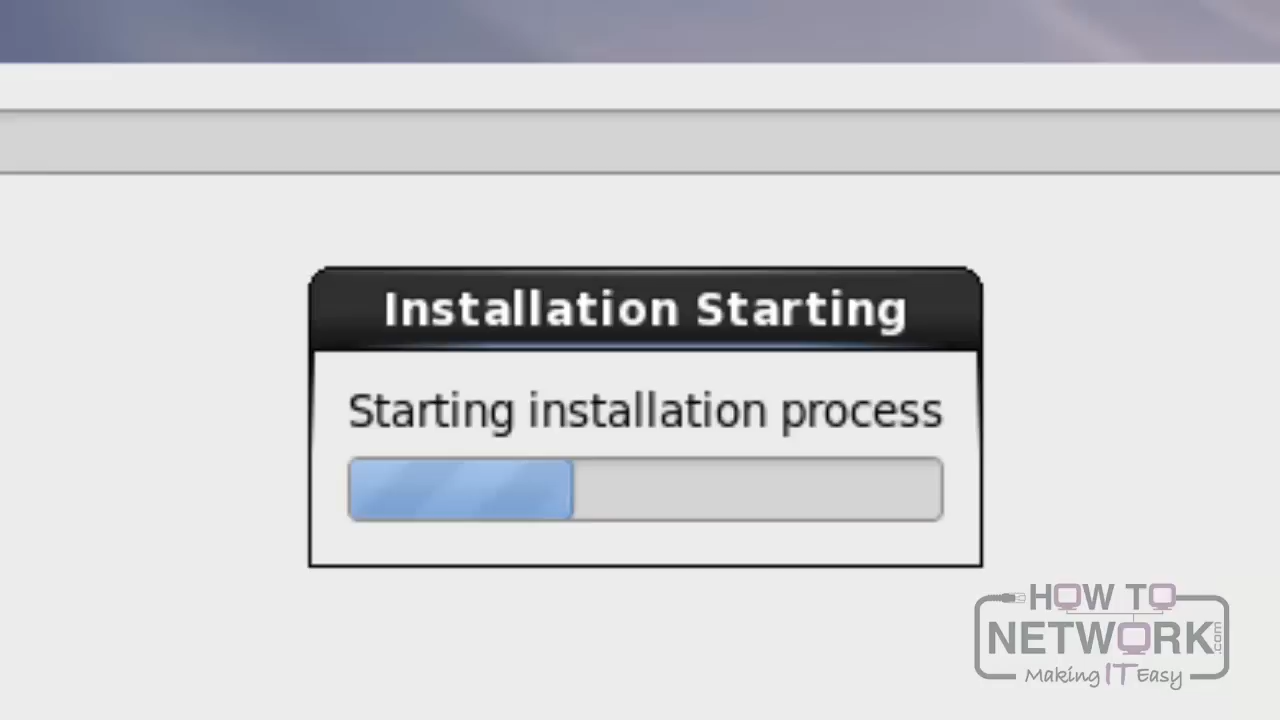 Installation Starting
Starting installation process
HOW TO
NETWORK.com
Making IT Easy